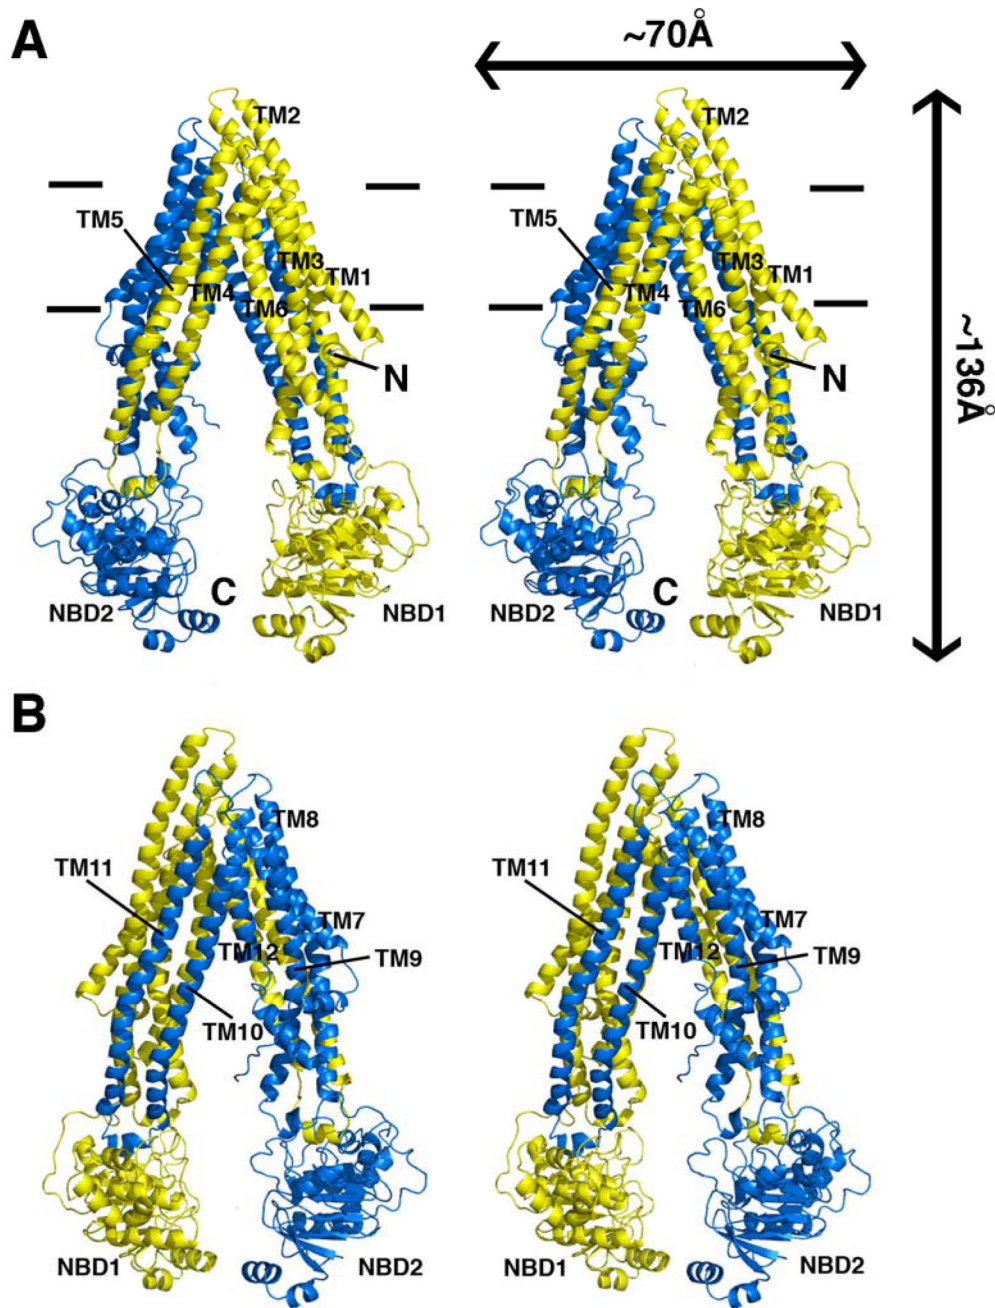 A
~70Å
TM2
TM2
TM5
TM5
TM3
TM1
TM3
TM1
TM4
TM6
TM4
TM6
~136Å
N
N
NBD2
C
NBD1
NBD2
C
NBD1
B
TM8
TM8
TM11
TM11
TM7
TM7
TM12
TM9
TM12
TM9
TM10
TM10
NBD1
NBD2
NBD1
NBD2